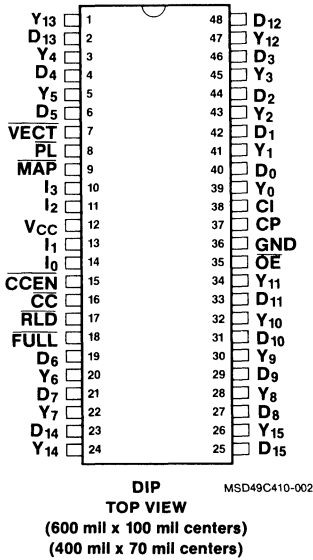 Y13 1 48 D12
D13 2 47 Y12
Y4 3 46 D3
D4 4 45 Y3
Y5 5 44 D2
D5 6 43 Y2
VECT 7 42 D1
PL 8 41 Y1
MAP 9 40 D0
I3 10 39 Y0
I2 11 38 CI
VCC 12 37 CP
I1 13 36 GND
I0 14 35 OE
CCEN 15 34 Y11
CC 16 33 D11
RLD 17 32 Y10
FULL 18 31 D10
D6 19 30 Y9
Y6 20 29 D9
D7 21 28 Y8
Y7 22 27 D8
D14 23 26 Y15
Y14 24 25 D15
DIP MSD49C410-002
TOP VIEW
(600 mil x 100 mil centers)
(400 mil x 70 mil centers)